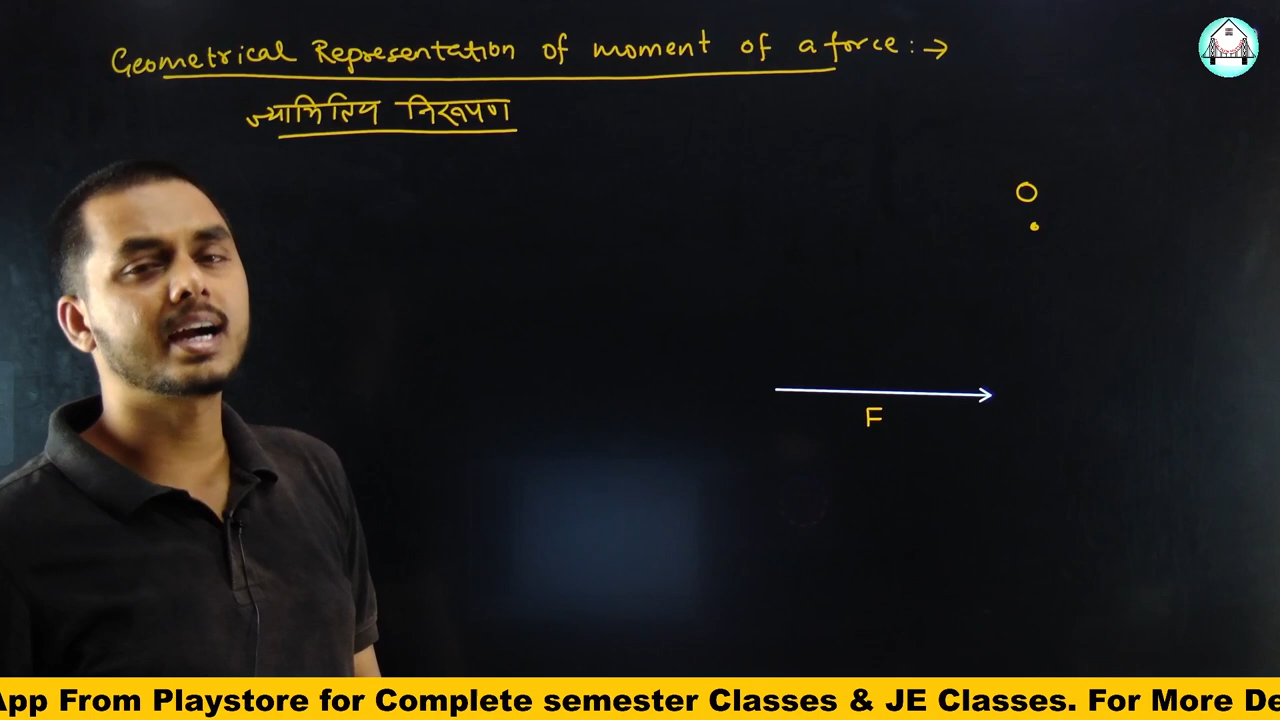 Geometrical Representation of moment of a force : →
ज्यामितिय निरूपण
O
F
App From Playstore for Complete semester Classes & JE Classes. For More De